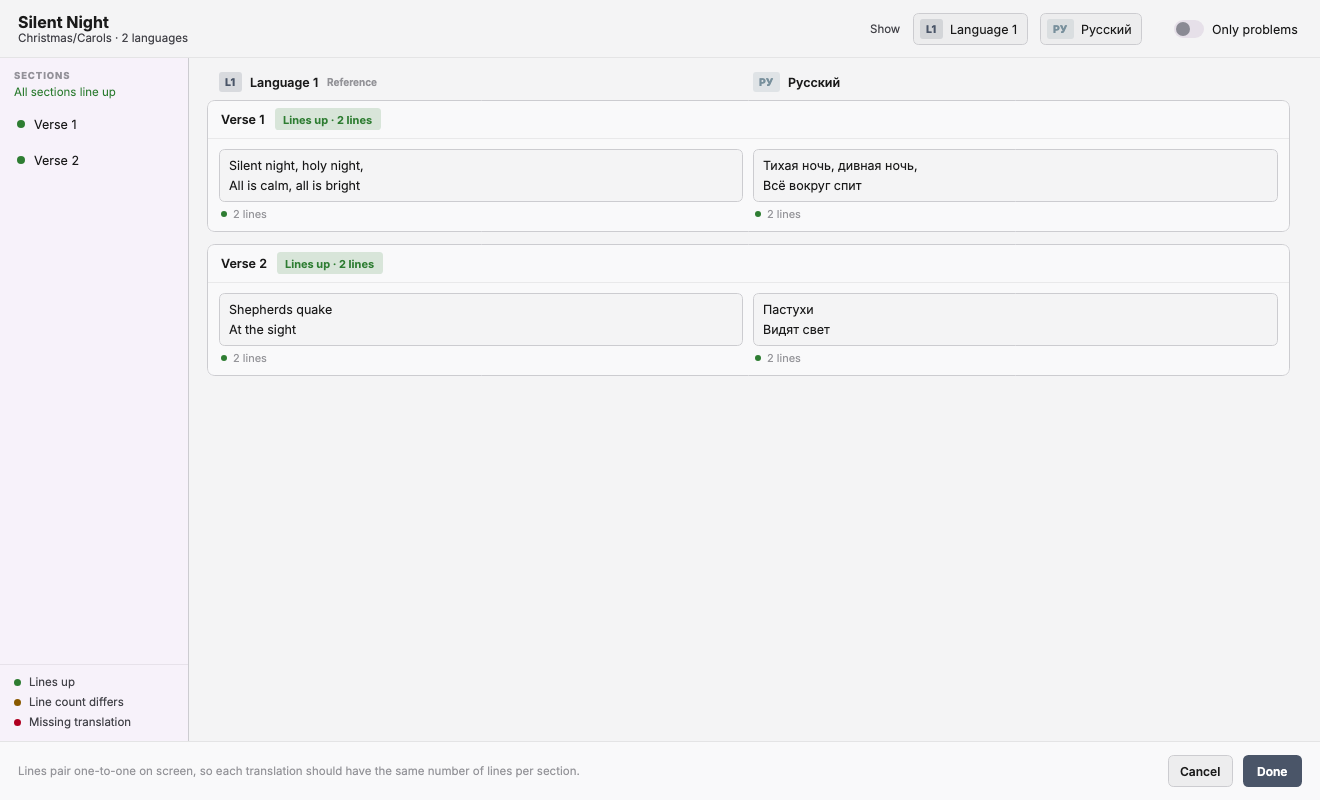 Silent Night
Christmas/Carols · 2 languages
Show
L1 Language 1
РУ Русский
Only problems
SECTIONS
All sections line up
Verse 1
Verse 2
Lines up
Line count differs
Missing translation
L1 Language 1 Reference
РУ Русский
Verse 1 Lines up · 2 lines
Silent night, holy night,
All is calm, all is bright
2 lines
Тихая ночь, дивная ночь,
Всё вокруг спит
2 lines
Verse 2 Lines up · 2 lines
Shepherds quake
At the sight
2 lines
Пастухи
Видят свет
2 lines
Lines pair one-to-one on screen, so each translation should have the same number of lines per section.
Cancel
Done